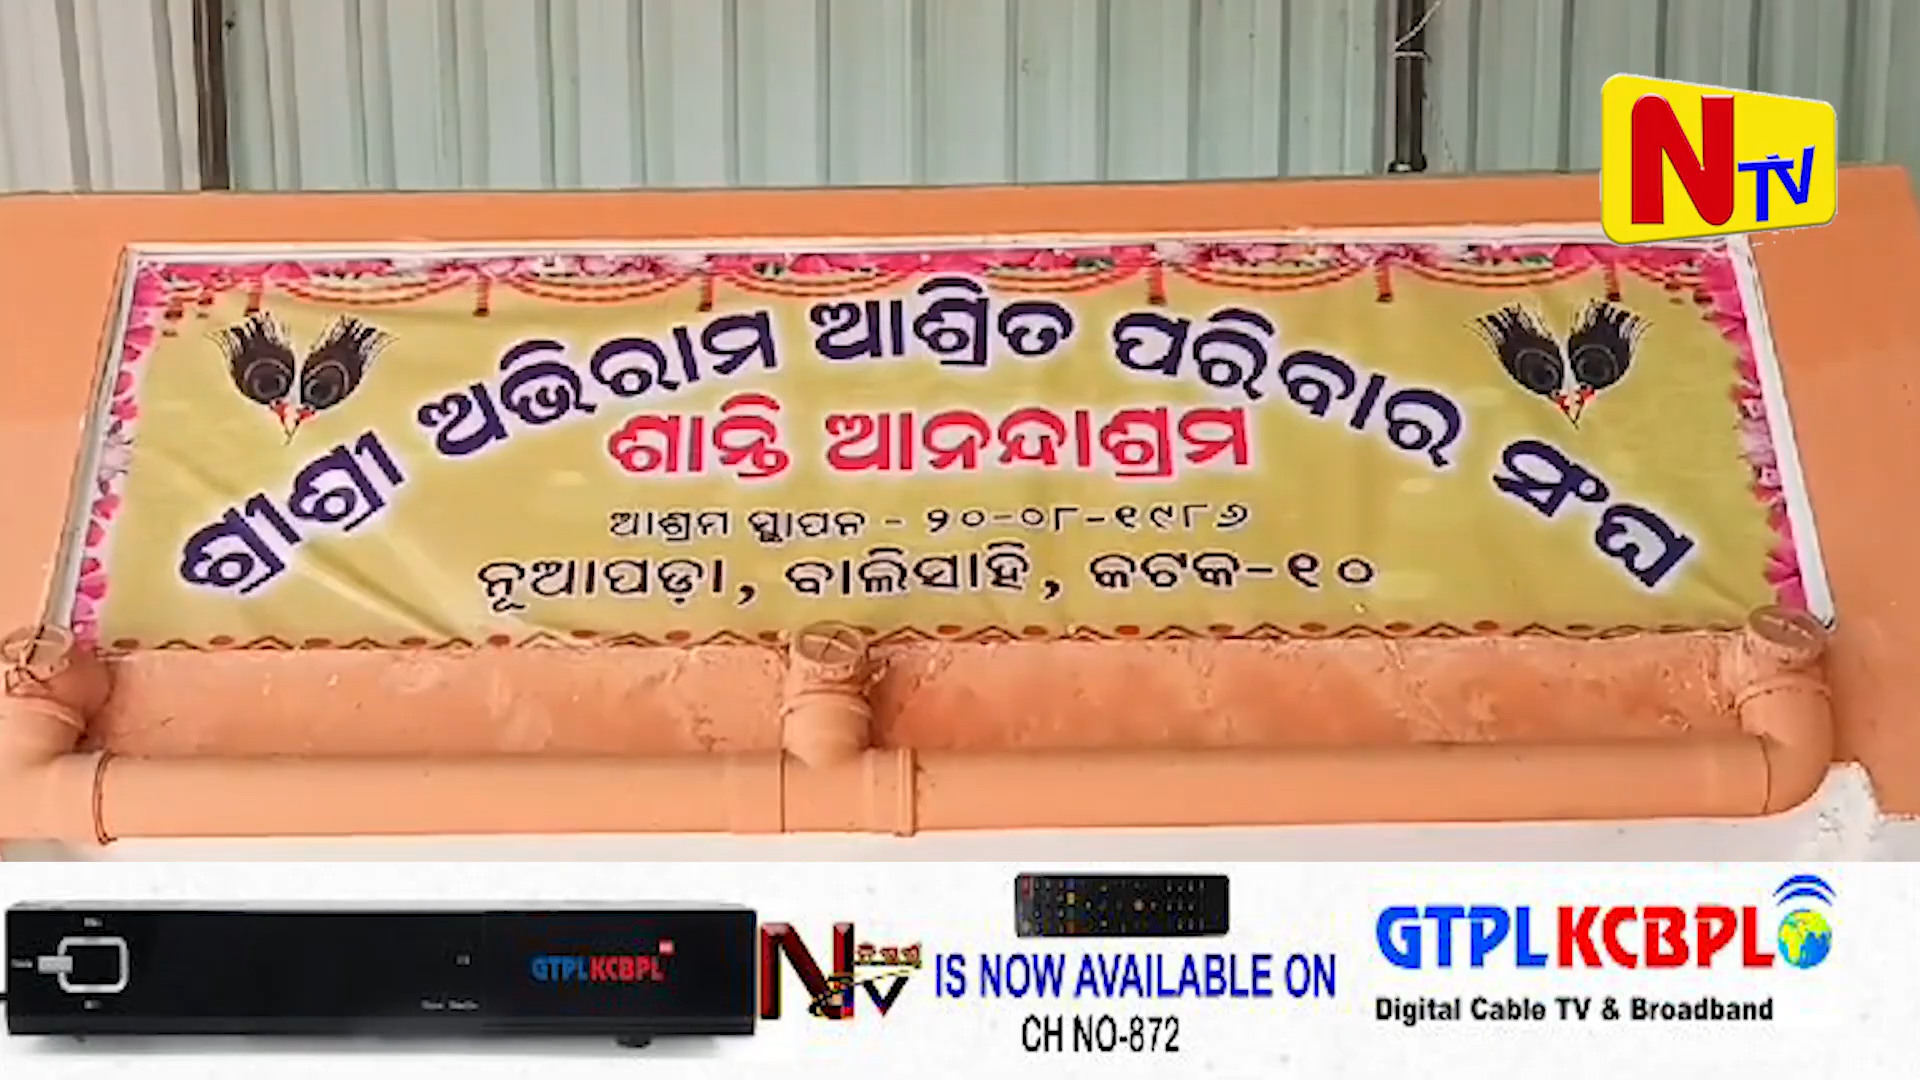 NTV
ଶ୍ରୀଶ୍ରୀ ଅଭିରାମ ଆଶ୍ରିତ ପରିବାର ସଂଘ
ଶାନ୍ତି ଆନନ୍ଦାଶ୍ରମ
ଆଶ୍ରମ ସ୍ଥାପନ - ୨୦-୦୮-୧୯୮୬
ନୂଆପଡ଼ା, ବାଲିସାହି, କଟକ-୧୦
GTPL KCBPL
NTV IS NOW AVAILABLE ON
CH NO-872
GTPL KCBPL
Digital Cable TV & Broadband